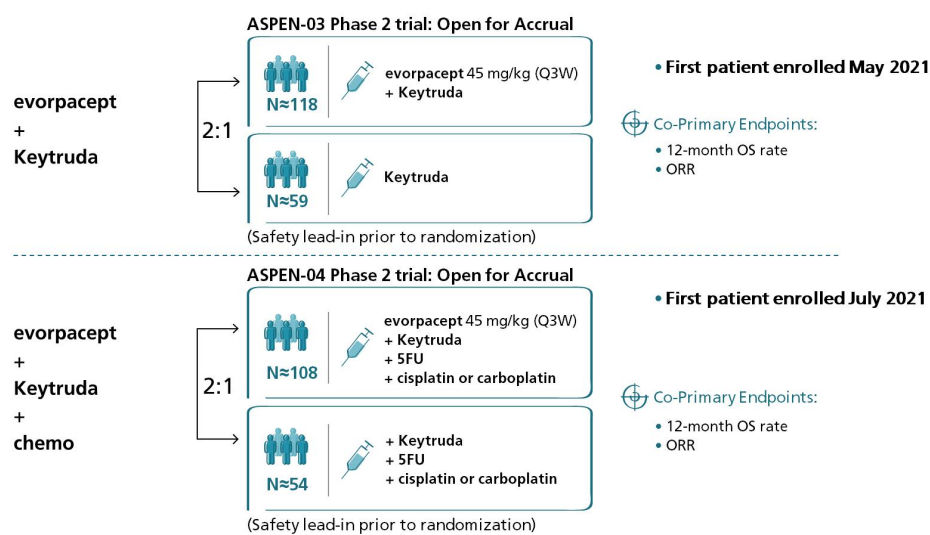 ASPEN-03 Phase 2 trial: Open for Accrual
evorpacept
+
Keytruda
2:1
N≈118
evorpacept 45 mg/kg (Q3W)
+ Keytruda
N≈59
Keytruda
(Safety lead-in prior to randomization)
• First patient enrolled May 2021
Co-Primary Endpoints:
• 12-month OS rate
• ORR
ASPEN-04 Phase 2 trial: Open for Accrual
evorpacept
+
Keytruda
+
chemo
2:1
N≈108
evorpacept 45 mg/kg (Q3W)
+ Keytruda
+ 5FU
+ cisplatin or carboplatin
N≈54
+ Keytruda
+ 5FU
+ cisplatin or carboplatin
(Safety lead-in prior to randomization)
• First patient enrolled July 2021
Co-Primary Endpoints:
• 12-month OS rate
• ORR